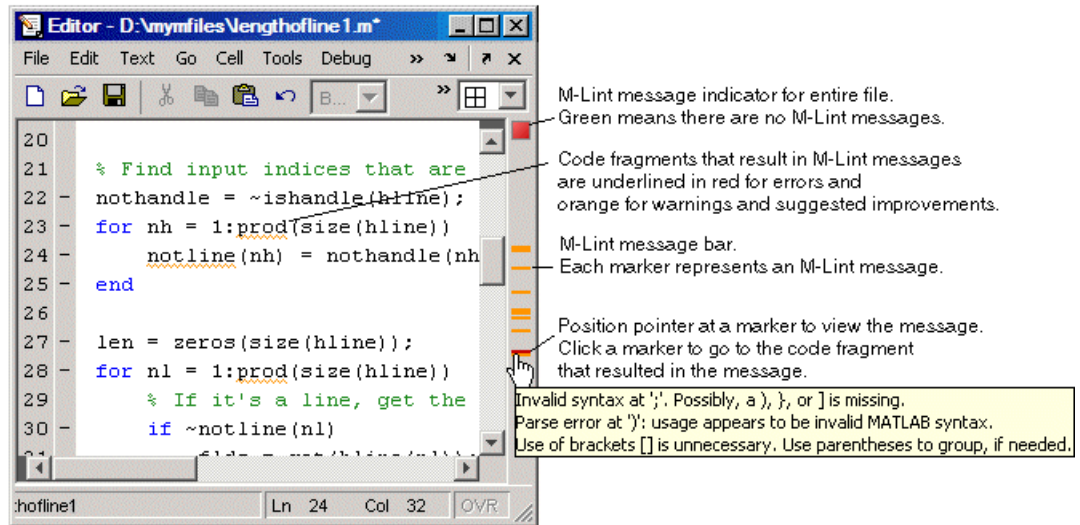 Editor - D:\mymfiles\lengthofline1.m*
File Edit Text Go Cell Tools Debug »
B... »
20
21 % Find input indices that are
22 - nothandle = ~ishandle(hline);
23 - for nh = 1:prod(size(hline))
24 - notline(nh) = nothandle(nh
25 - end
26
27 - len = zeros(size(hline));
28 - for nl = 1:prod(size(hline))
29 % If it's a line, get the
30 - if ~notline(nl)
:hofline1 Ln 24 Col 32 OVR
M-Lint message indicator for entire file.
Green means there are no M-Lint messages.
Code fragments that result in M-Lint messages
are underlined in red for errors and
orange for warnings and suggested improvements.
M-Lint message bar.
Each marker represents an M-Lint message.
Position pointer at a marker to view the message.
Click a marker to go to the code fragment
that resulted in the message.
Invalid syntax at ';'. Possibly, a ), }, or ] is missing.
Parse error at ')': usage appears to be invalid MATLAB syntax.
Use of brackets [] is unnecessary. Use parentheses to group, if needed.